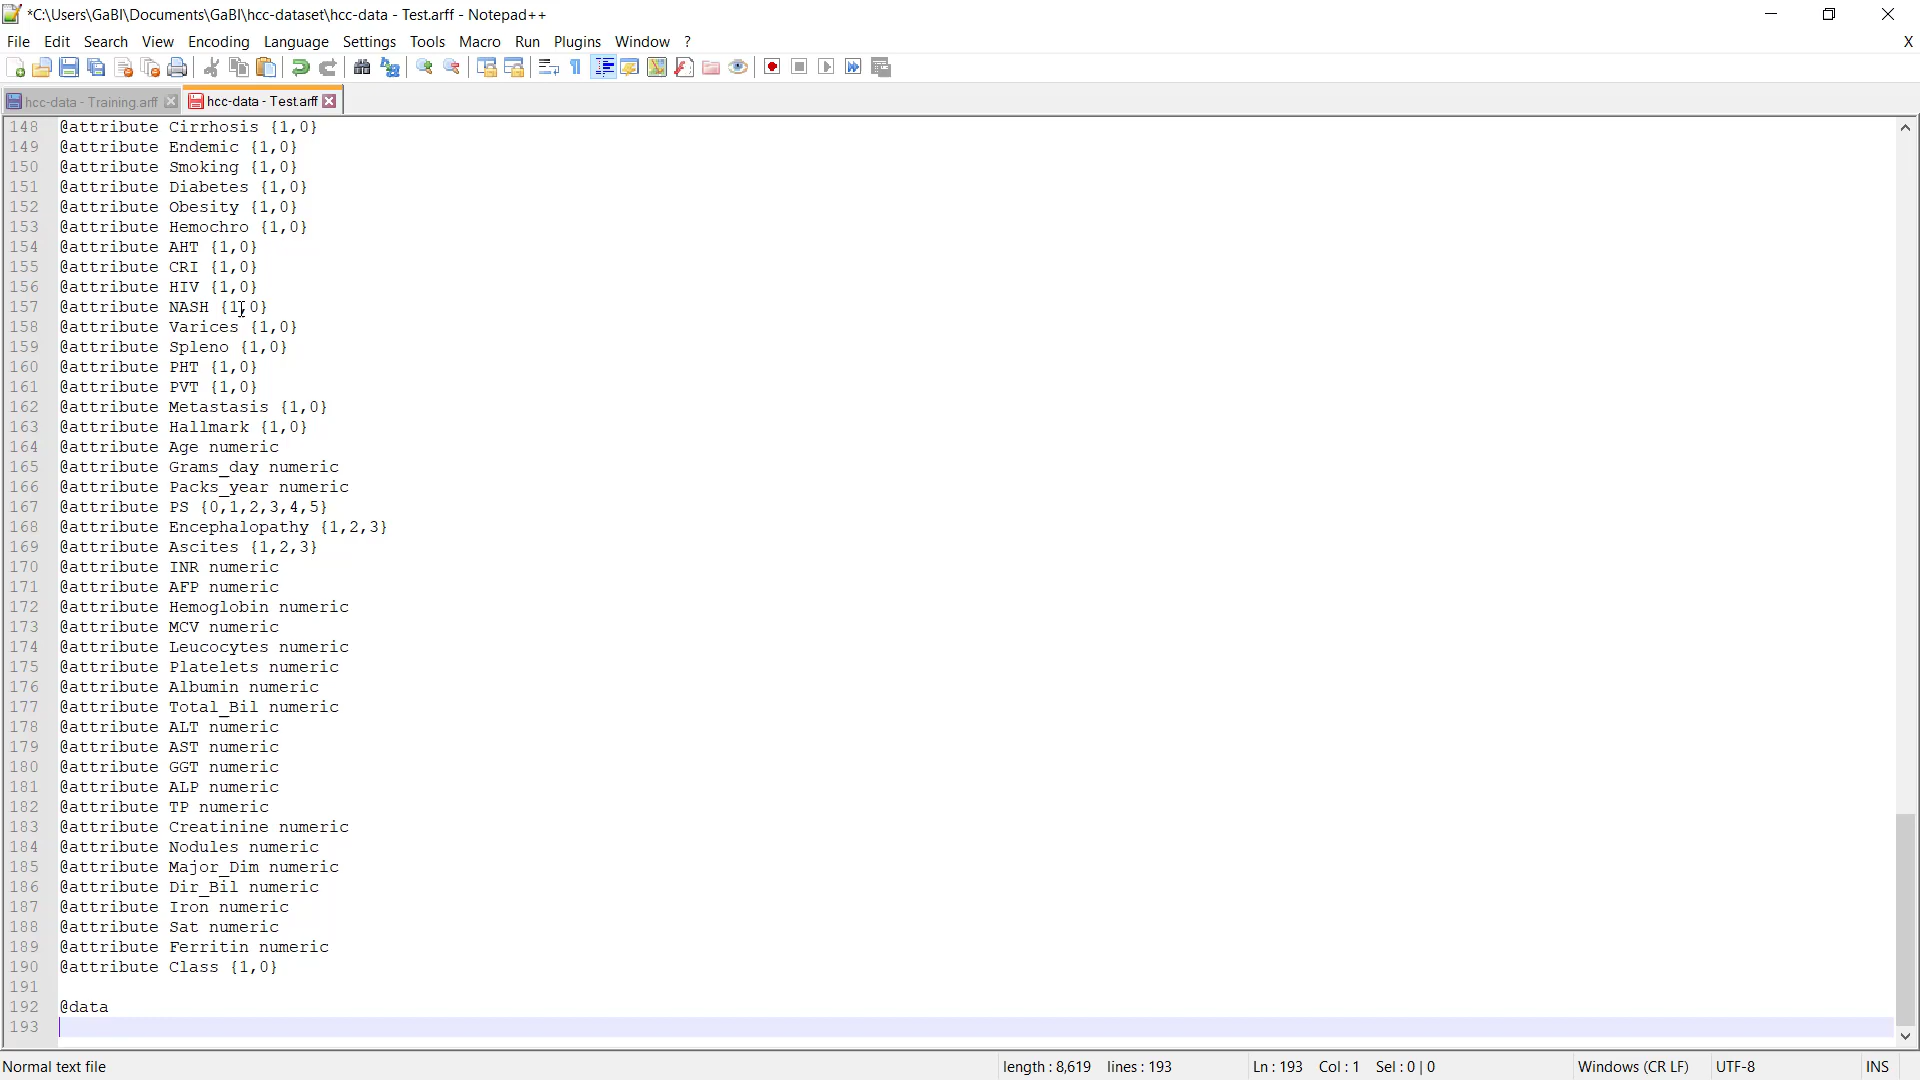 *C:\Users\GaBI\Documents\GaBI\hcc-dataset\hcc-data - Test.arff - Notepad++
File Edit Search View Encoding Language Settings Tools Macro Run Plugins Window ? X
hcc-data - Training.arff hcc-data - Test.arff
148 @attribute Cirrhosis {1,0}
149 @attribute Endemic {1,0}
150 @attribute Smoking {1,0}
151 @attribute Diabetes {1,0}
152 @attribute Obesity {1,0}
153 @attribute Hemochro {1,0}
154 @attribute AHT {1,0}
155 @attribute CRI {1,0}
156 @attribute HIV {1,0}
157 @attribute NASH {1,0}
158 @attribute Varices {1,0}
159 @attribute Spleno {1,0}
160 @attribute PHT {1,0}
161 @attribute PVT {1,0}
162 @attribute Metastasis {1,0}
163 @attribute Hallmark {1,0}
164 @attribute Age numeric
165 @attribute Grams_day numeric
166 @attribute Packs_year numeric
167 @attribute PS {0,1,2,3,4,5}
168 @attribute Encephalopathy {1,2,3}
169 @attribute Ascites {1,2,3}
170 @attribute INR numeric
171 @attribute AFP numeric
172 @attribute Hemoglobin numeric
173 @attribute MCV numeric
174 @attribute Leucocytes numeric
175 @attribute Platelets numeric
176 @attribute Albumin numeric
177 @attribute Total_Bil numeric
178 @attribute ALT numeric
179 @attribute AST numeric
180 @attribute GGT numeric
181 @attribute ALP numeric
182 @attribute TP numeric
183 @attribute Creatinine numeric
184 @attribute Nodules numeric
185 @attribute Major_Dim numeric
186 @attribute Dir_Bil numeric
187 @attribute Iron numeric
188 @attribute Sat numeric
189 @attribute Ferritin numeric
190 @attribute Class {1,0}
191
192 @data
193
Normal text file length : 8,619 lines : 193 Ln : 193 Col : 1 Sel : 0 | 0 Windows (CR LF) UTF-8 INS